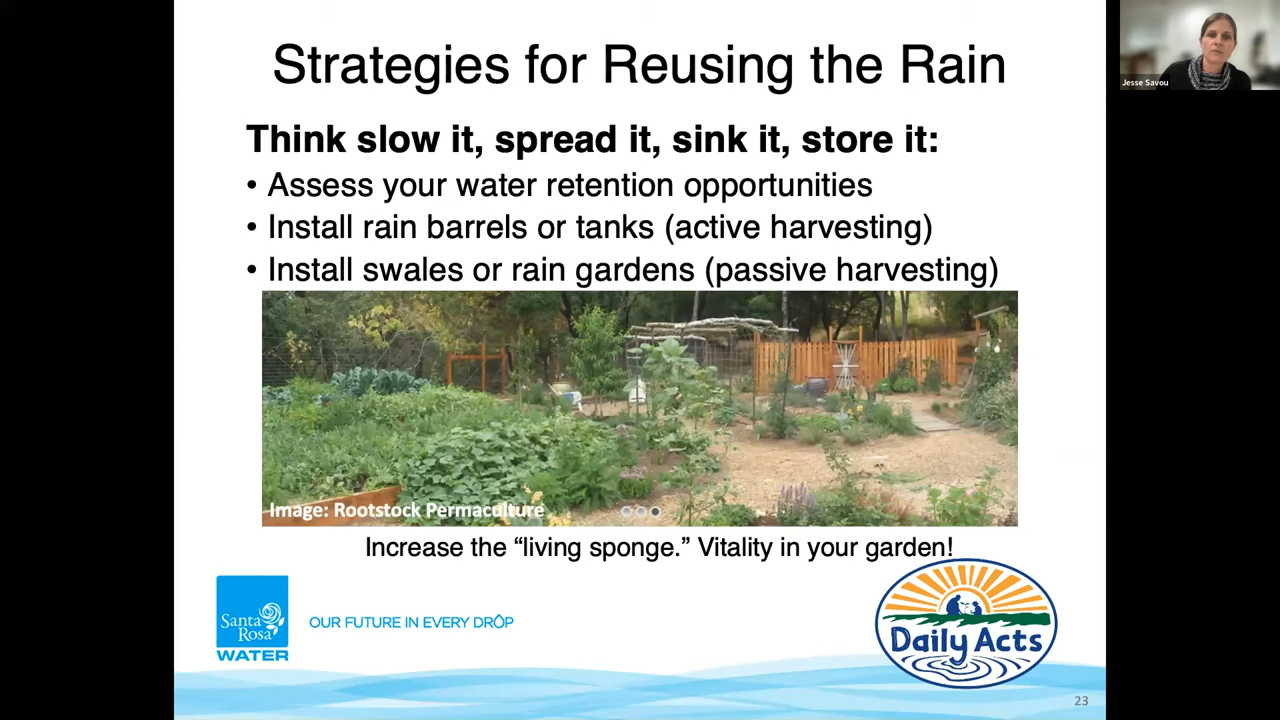 Strategies for Reusing the Rain
Jesse Savou
Think slow it, spread it, sink it, store it:
• Assess your water retention opportunities
• Install rain barrels or tanks (active harvesting)
• Install swales or rain gardens (passive harvesting)
Image: Rootstock Permaculture
Increase the “living sponge.” Vitality in your garden!
Santa
Rosa
WATER
OUR FUTURE IN EVERY DROP
Daily Acts
23